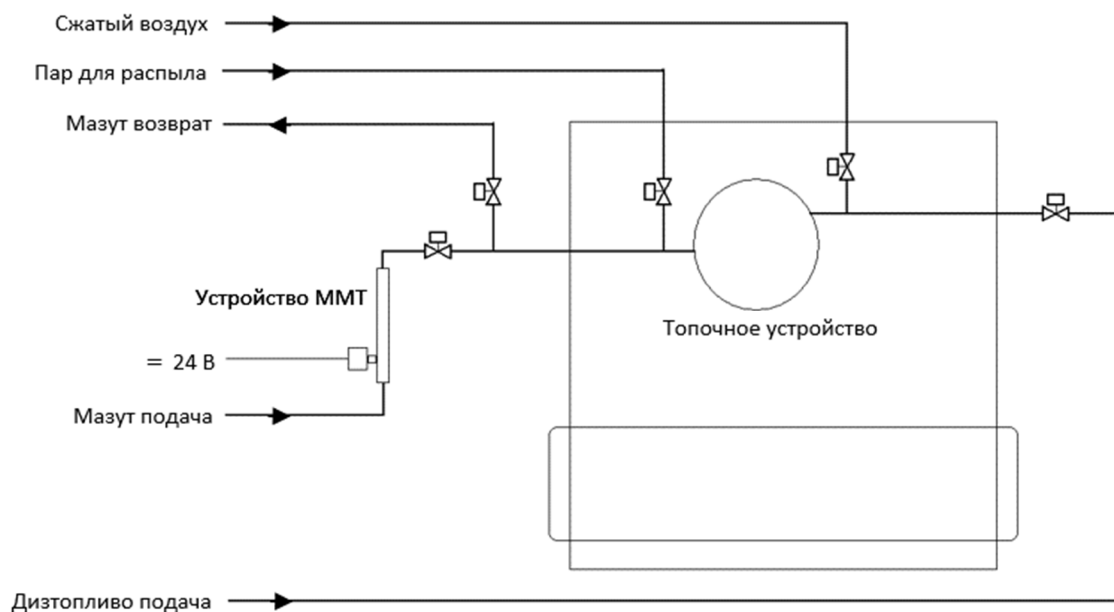 Сжатый воздух
Пар для распыла
Мазут возврат
Устройство ММТ
Топочное устройство
= 24 В
Мазут подача
Дизтопливо подача